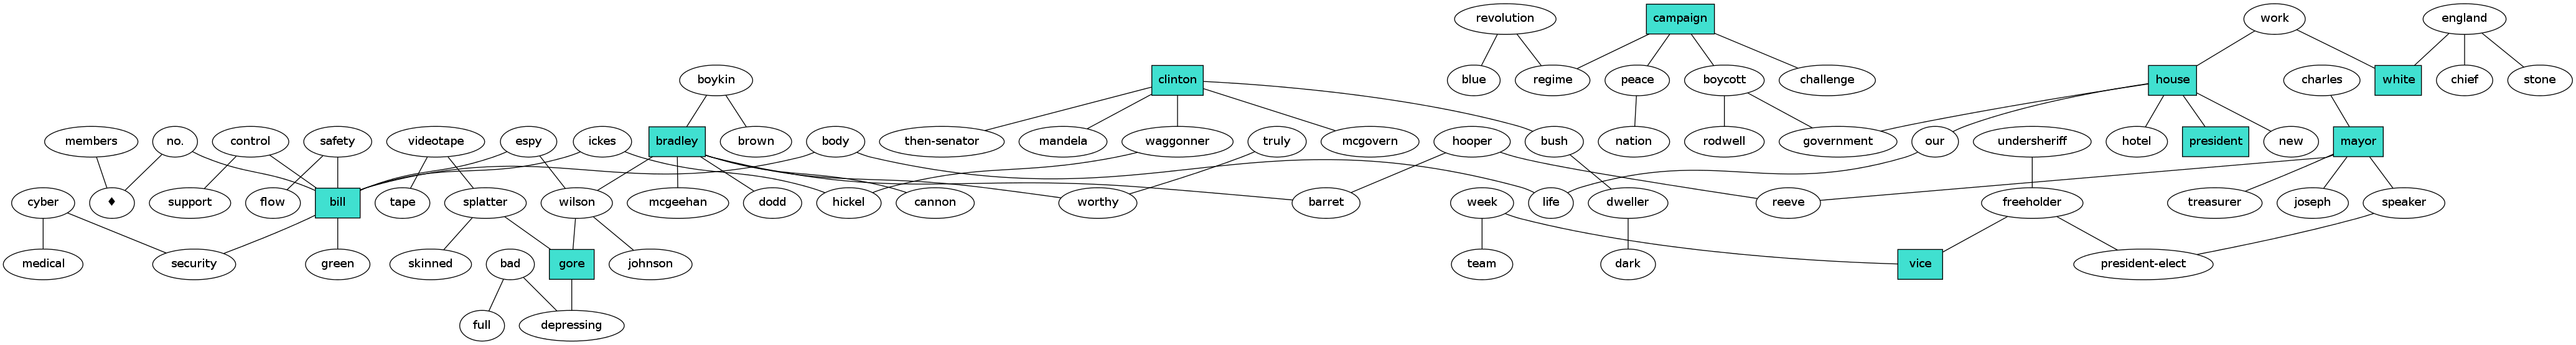 revolution campaign work england
boykin clinton blue regime peace boycott challenge house charles white chief stone
members no. control safety videotape espy ickes bradley brown body then-senator mandela waggonner truly mcgovern hooper bush nation rodwell government our undersheriff hotel president new mayor
cyber ♦ support flow bill tape splatter wilson mcgeehan dodd hickel cannon worthy barret week life dweller reeve freeholder treasurer joseph speaker
medical security green skinned bad gore johnson team dark vice president-elect
full depressing